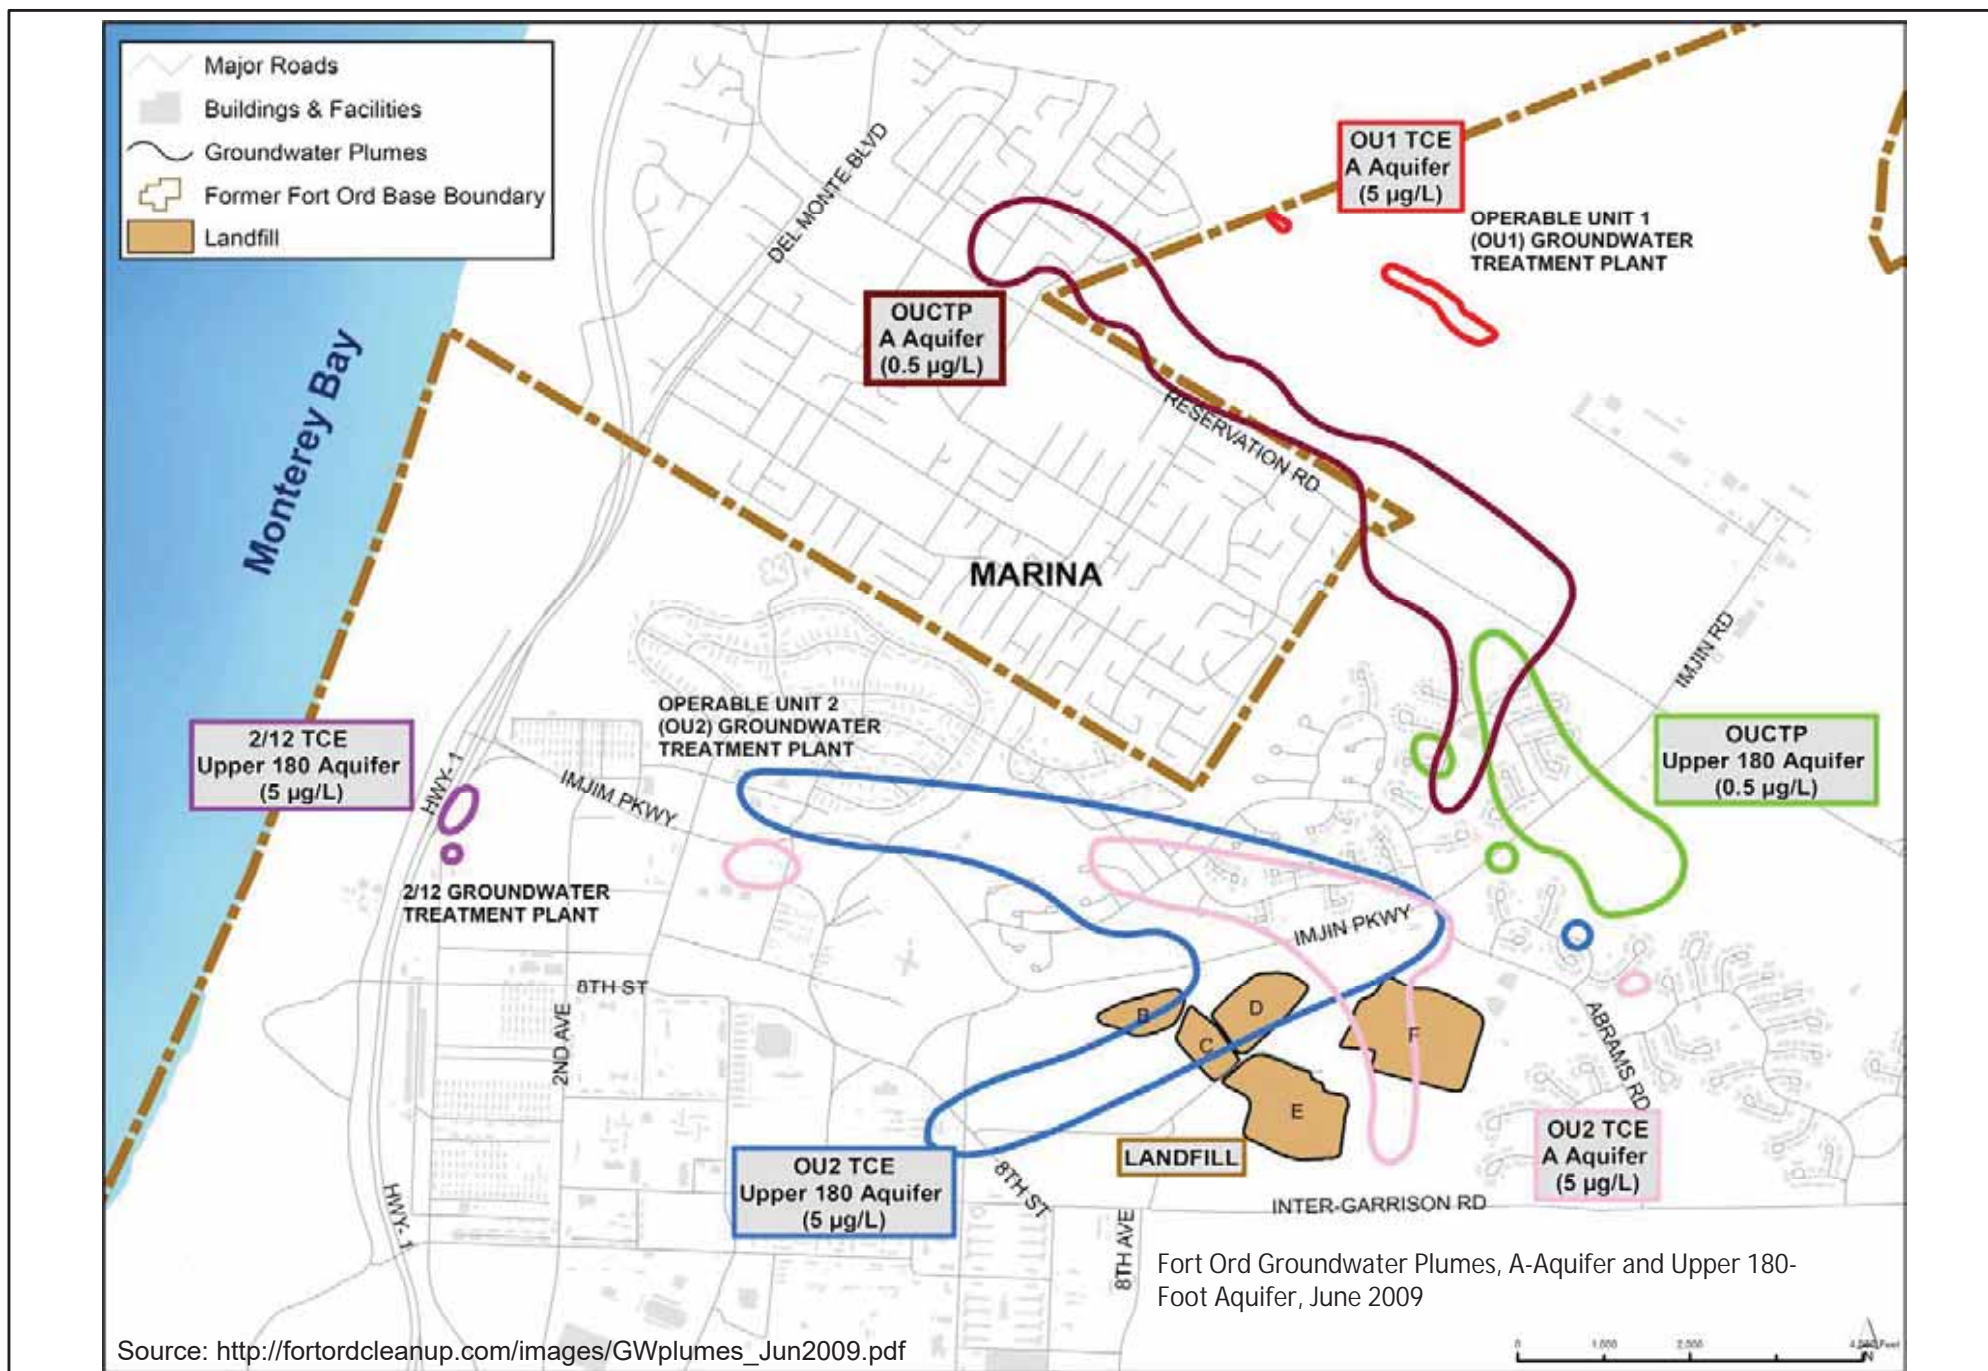 Major Roads
Buildings & Facilities
Groundwater Plumes
Former Fort Ord Base Boundary
Landfill
Monterey Bay
DEL MONTE BLVD
OU1 TCE
A Aquifer
(5 µg/L)
OPERABLE UNIT 1
(OU1) GROUNDWATER
TREATMENT PLANT
OUCTP
A Aquifer
(0.5 µg/L)
RESERVATION RD
MARINA
IMJIN RD
OPERABLE UNIT 2
(OU2) GROUNDWATER
TREATMENT PLANT
2/12 TCE
Upper 180 Aquifer
(5 µg/L)
HWY- 1
IMJIM PKWY
OUCTP
Upper 180 Aquifer
(0.5 µg/L)
2/12 GROUNDWATER
TREATMENT PLANT
IMJIN PKWY
8TH ST
2ND AVE
B
C
D
E
F
ABRAMS RD
LANDFILL
OU2 TCE
A Aquifer
(5 µg/L)
OU2 TCE
Upper 180 Aquifer
(5 µg/L)
8TH ST
HWY- 1
8TH AVE
INTER-GARRISON RD
Fort Ord Groundwater Plumes, A-Aquifer and Upper 180-
Foot Aquifer, June 2009
Source: http://fortordcleanup.com/images/GWplumes_Jun2009.pdf
0 1,000 2,000
Feet
N